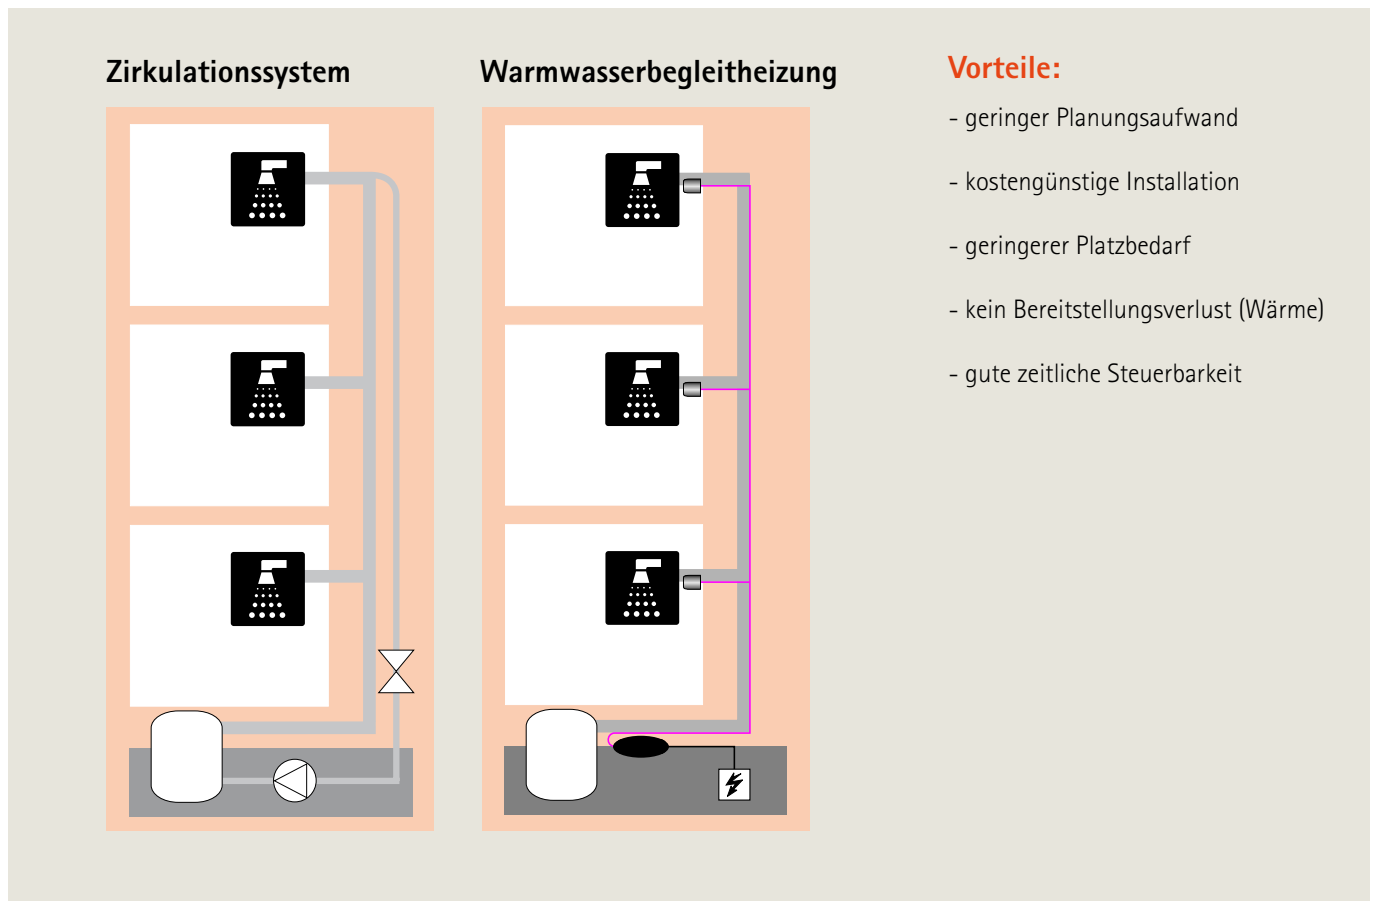 Zirkulationssystem
Warmwasserbegleitheizung
Vorteile:
- geringer Planungsaufwand
- kostengünstige Installation
- geringerer Platzbedarf
- kein Bereitstellungsverlust (Wärme)
- gute zeitliche Steuerbarkeit